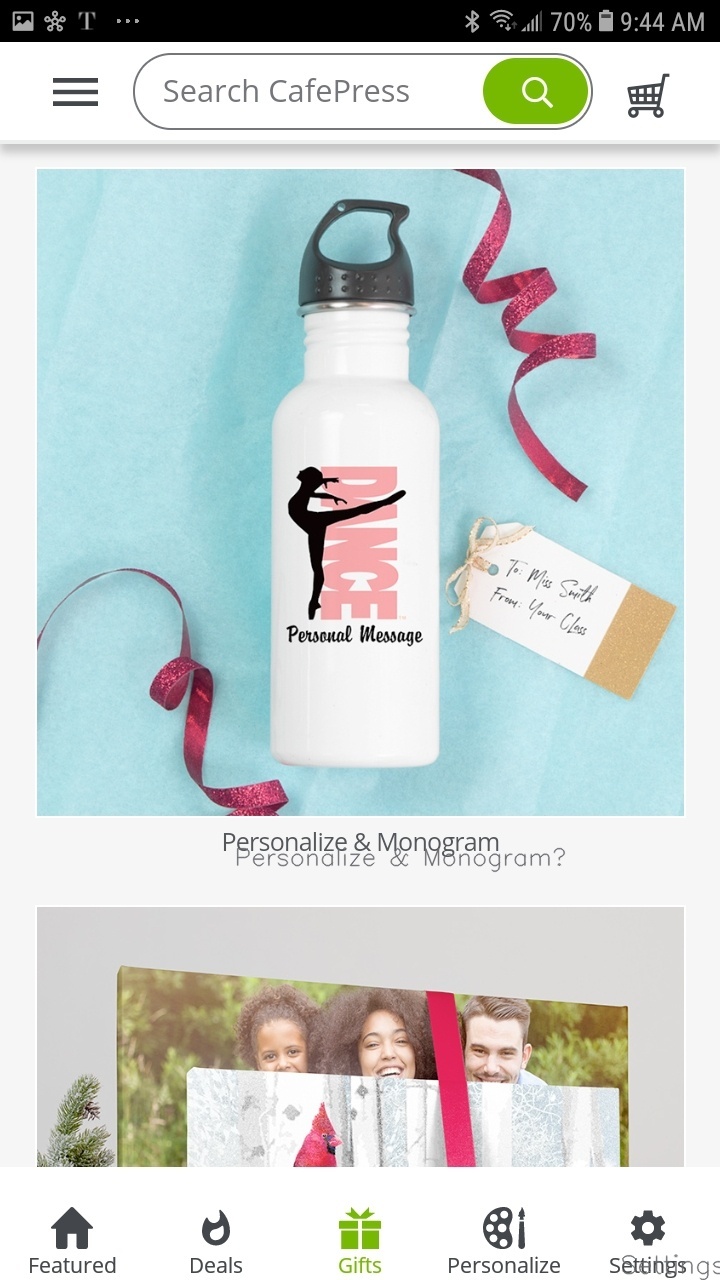 T ... 70% 9:44 AM
Search CafePress
DANCE
Personal Message
To: Miss Smith
From: Your Class
Personalize & Monogram
Personalize & Monogram?
Featured Deals Gifts Personalize Settings
Settings